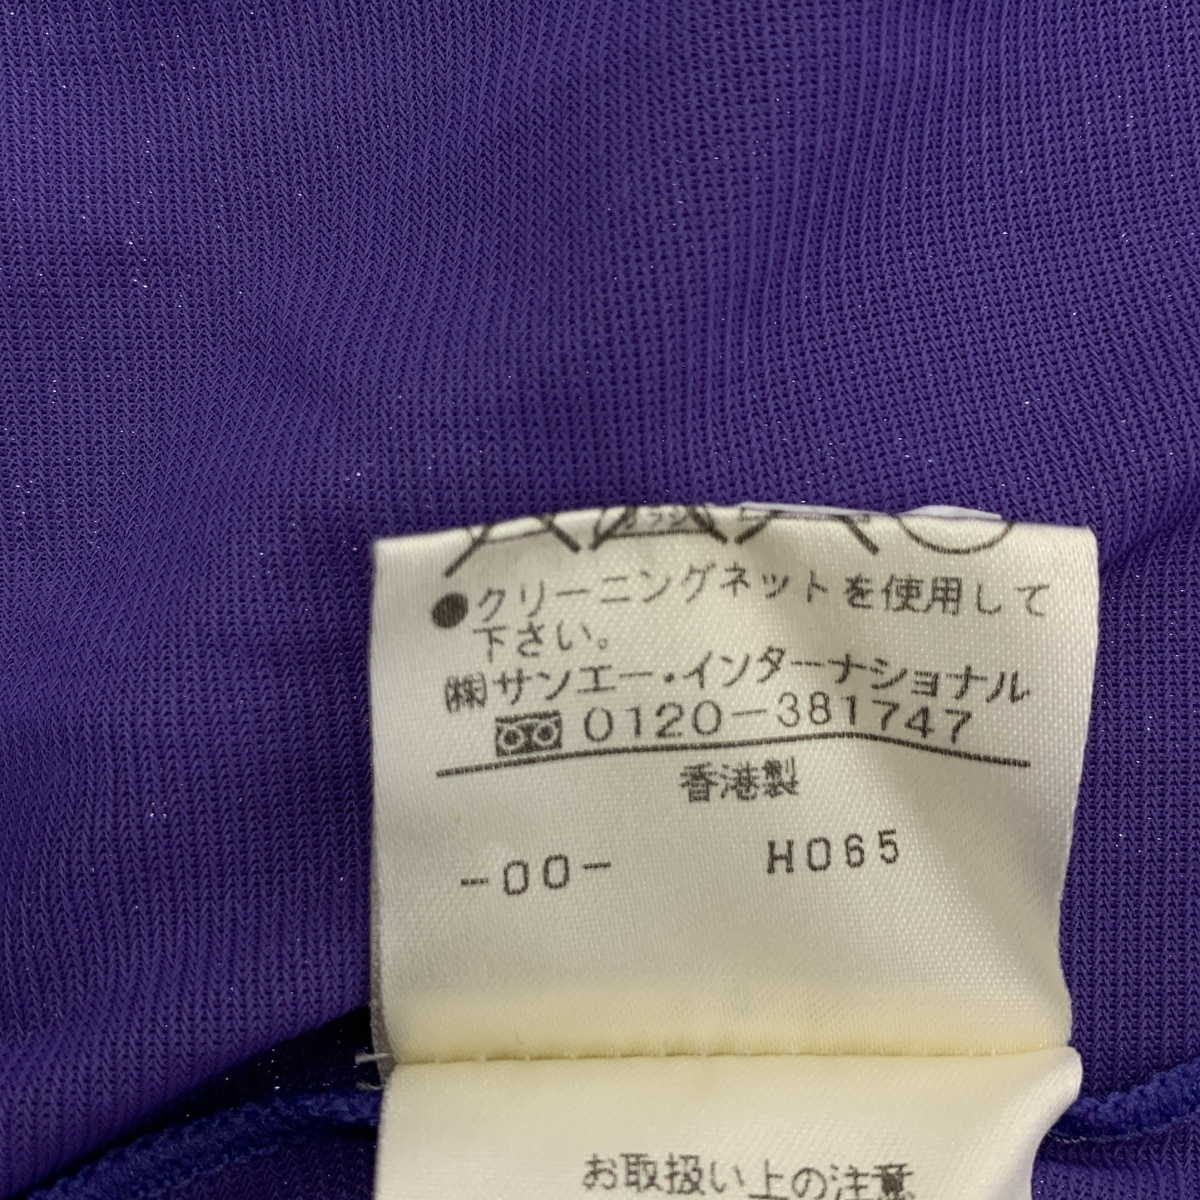 ●クリーニングネットを使用して
下さい。
㈱サンエー・インターナショナル
0120-381747
香港製
-00- H065
お取扱い上の注意